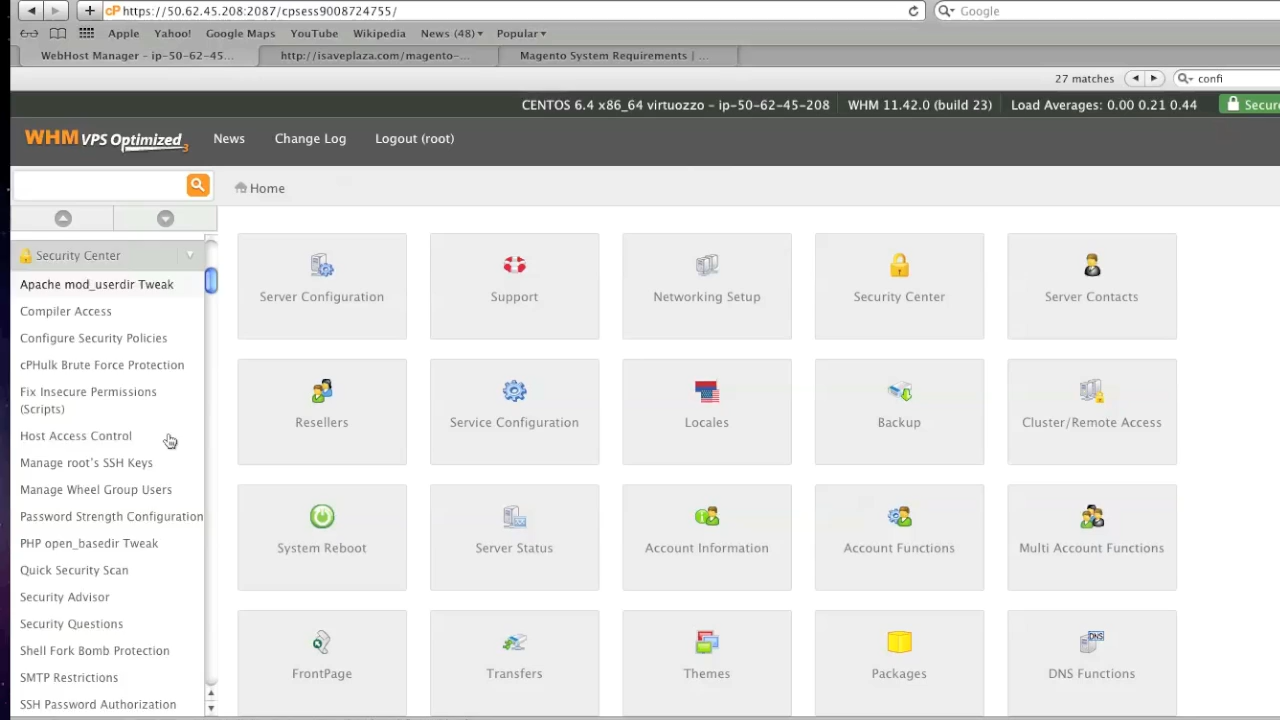 cP https://50.62.45.208:2087/cpsess9008724755/
Google
Apple Yahoo! Google Maps YouTube Wikipedia News (48) Popular
WebHost Manager - ip-50-62-45... http://isaveplaza.com/magento-... Magento System Requirements | ...
27 matches confi
CENTOS 6.4 x86_64 virtuozzo - ip-50-62-45-208 WHM 11.42.0 (build 23) Load Averages: 0.00 0.21 0.44 Secure
WHM VPS Optimized 3 News Change Log Logout (root)
Home
Security Center
Apache mod_userdir Tweak
Compiler Access
Configure Security Policies
cPHulk Brute Force Protection
Fix Insecure Permissions
(Scripts)
Host Access Control
Manage root's SSH Keys
Manage Wheel Group Users
Password Strength Configuration
PHP open_basedir Tweak
Quick Security Scan
Security Advisor
Security Questions
Shell Fork Bomb Protection
SMTP Restrictions
SSH Password Authorization
Server Configuration Support Networking Setup Security Center Server Contacts
Resellers Service Configuration Locales Backup Cluster/Remote Access
System Reboot Server Status Account Information Account Functions Multi Account Functions
DNS
FrontPage Transfers Themes Packages DNS Functions